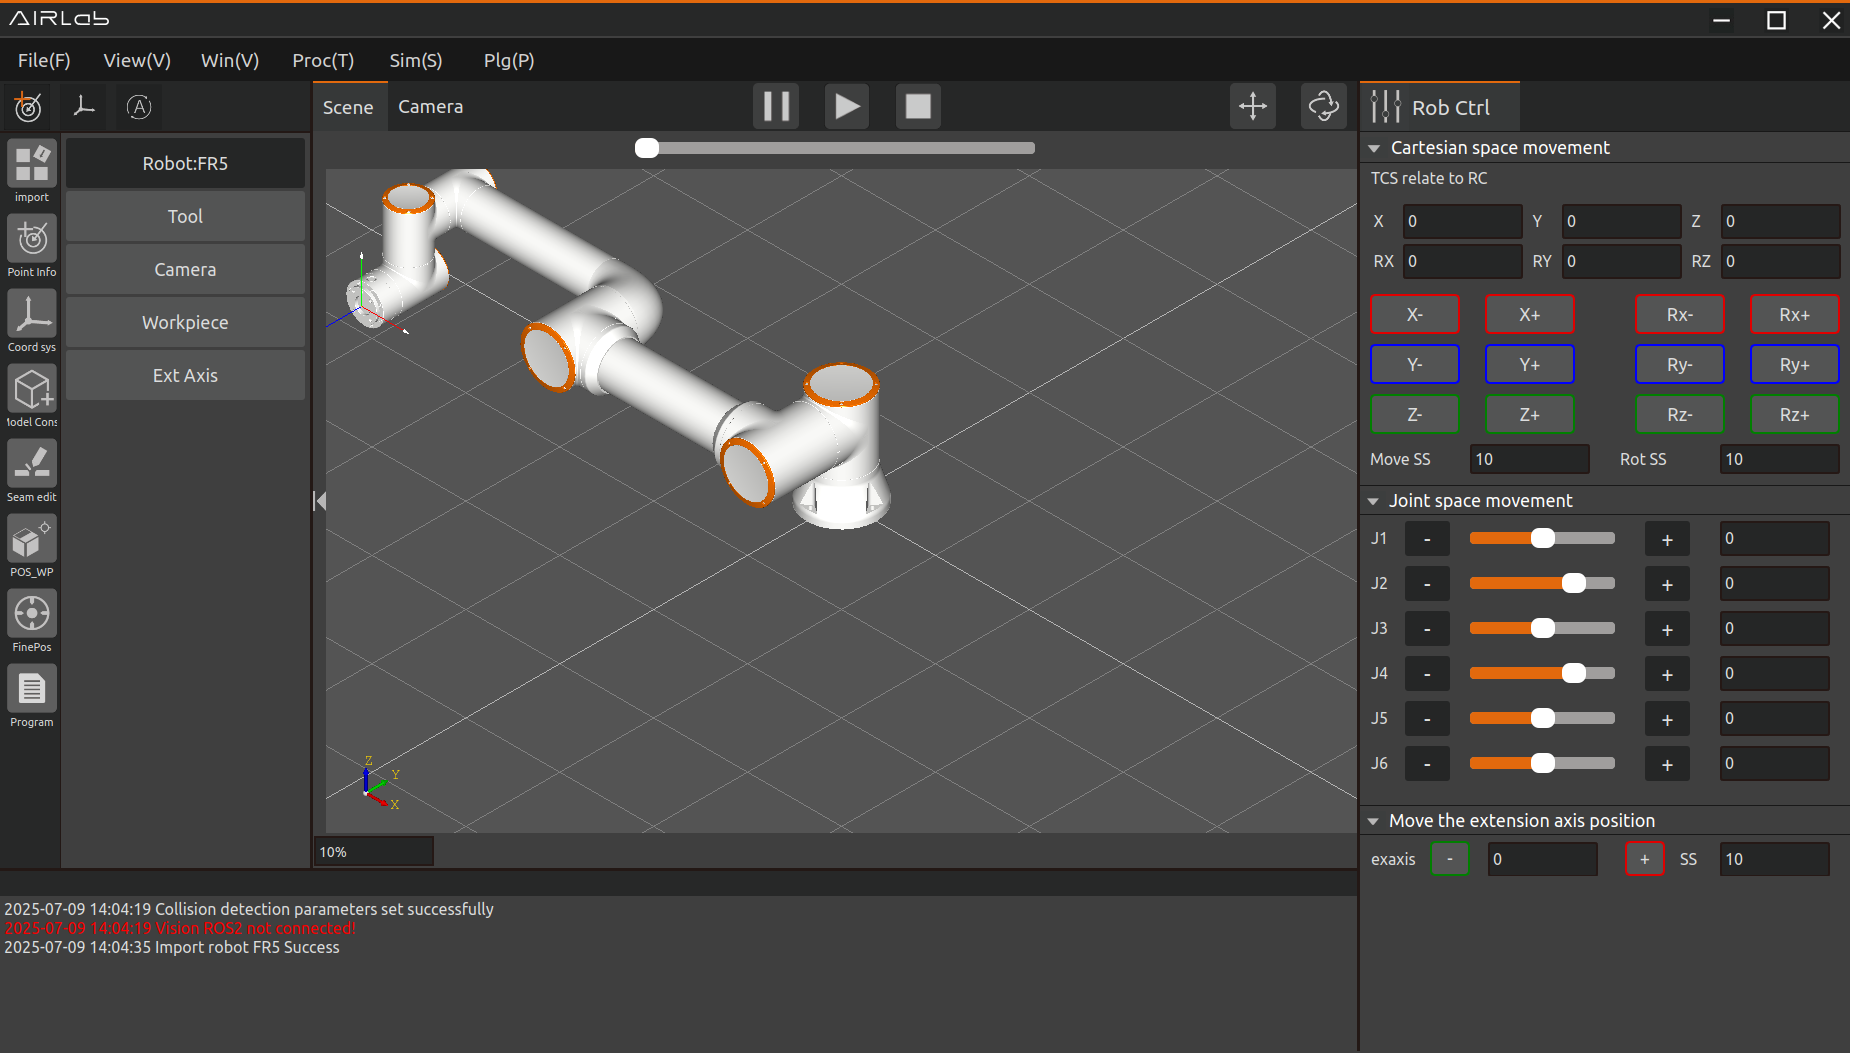 AIRLab
File(F) View(V) Win(V) Proc(T) Sim(S) Plg(P)
A
Scene Camera
Rob Ctrl
import
Point Info
Coord sys
Model Cons
Seam edit
POS_WP
FinePos
Program
Robot:FR5
Tool
Camera
Workpiece
Ext Axis
Z
Y
X
10%
Cartesian space movement
TCS relate to RC
X 0 Y 0 Z 0
RX 0 RY 0 RZ 0
X- X+ Rx- Rx+
Y- Y+ Ry- Ry+
Z- Z+ Rz- Rz+
Move SS 10 Rot SS 10
Joint space movement
J1 - + 0
J2 - + 0
J3 - + 0
J4 - + 0
J5 - + 0
J6 - + 0
Move the extension axis position
exaxis - 0 + SS 10
2025-07-09 14:04:19 Collision detection parameters set successfully
2025-07-09 14:04:19 Vision ROS2 not connected!
2025-07-09 14:04:35 Import robot FR5 Success